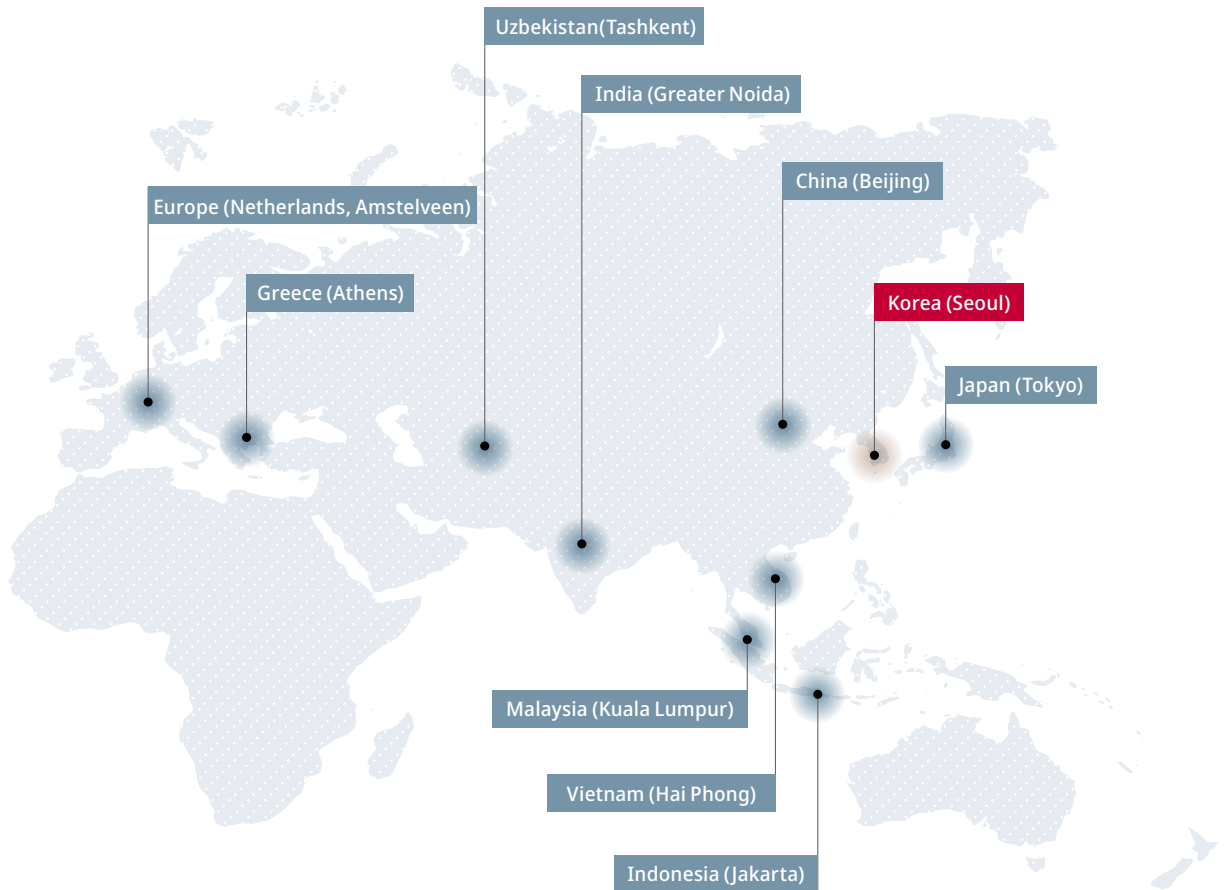 Uzbekistan(Tashkent)
India (Greater Noida)
China (Beijing)
Europe (Netherlands, Amstelveen)
Greece (Athens)
Korea (Seoul)
Japan (Tokyo)
Malaysia (Kuala Lumpur)
Vietnam (Hai Phong)
Indonesia (Jakarta)